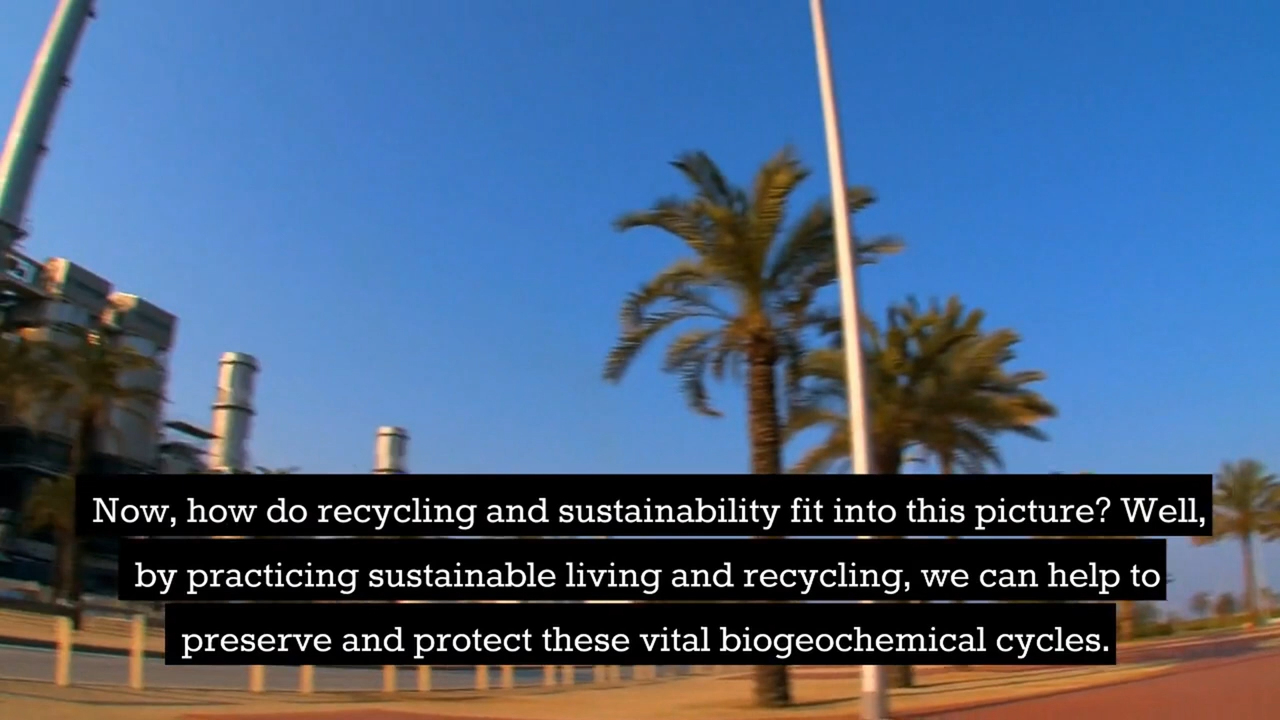 Now, how do recycling and sustainability fit into this picture? Well,
by practicing sustainable living and recycling, we can help to
preserve and protect these vital biogeochemical cycles.